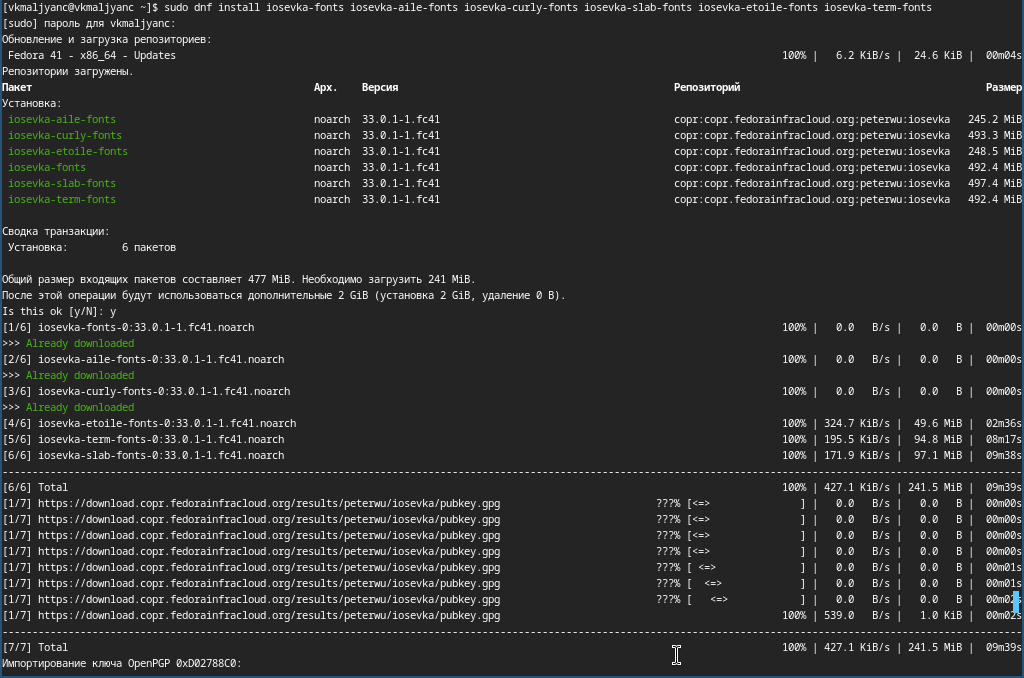 [vkmaljyanc@vkmaljyanc ~]$ sudo dnf install iosevka-fonts iosevka-aile-fonts iosevka-curly-fonts iosevka-slab-fonts iosevka-etoile-fonts iosevka-term-fonts
[sudo] пароль для vkmaljyanc:
Обновление и загрузка репозиториев:
Fedora 41 - x86_64 - Updates 100% | 6.2 KiB/s | 24.6 KiB | 00m04s
Репозитории загружены.
Пакет Арх. Версия Репозиторий Размер
Установка:
iosevka-aile-fonts noarch 33.0.1-1.fc41 copr:copr.fedorainfracloud.org:peterwu:iosevka 245.2 MiB
iosevka-curly-fonts noarch 33.0.1-1.fc41 copr:copr.fedorainfracloud.org:peterwu:iosevka 493.3 MiB
iosevka-etoile-fonts noarch 33.0.1-1.fc41 copr:copr.fedorainfracloud.org:peterwu:iosevka 248.5 MiB
iosevka-fonts noarch 33.0.1-1.fc41 copr:copr.fedorainfracloud.org:peterwu:iosevka 492.4 MiB
iosevka-slab-fonts noarch 33.0.1-1.fc41 copr:copr.fedorainfracloud.org:peterwu:iosevka 497.4 MiB
iosevka-term-fonts noarch 33.0.1-1.fc41 copr:copr.fedorainfracloud.org:peterwu:iosevka 492.4 MiB
Сводка транзакции:
Установка: 6 пакетов
Общий размер входящих пакетов составляет 477 MiB. Необходимо загрузить 241 MiB.
После этой операции будут использоваться дополнительные 2 GiB (установка 2 GiB, удаление 0 B).
Is this ok [y/N]: y
[1/6] iosevka-fonts-0:33.0.1-1.fc41.noarch 100% | 0.0 B/s | 0.0 B | 00m00s
>>> Already downloaded
[2/6] iosevka-aile-fonts-0:33.0.1-1.fc41.noarch 100% | 0.0 B/s | 0.0 B | 00m00s
>>> Already downloaded
[3/6] iosevka-curly-fonts-0:33.0.1-1.fc41.noarch 100% | 0.0 B/s | 0.0 B | 00m00s
>>> Already downloaded
[4/6] iosevka-etoile-fonts-0:33.0.1-1.fc41.noarch 100% | 324.7 KiB/s | 49.6 MiB | 02m36s
[5/6] iosevka-term-fonts-0:33.0.1-1.fc41.noarch 100% | 195.5 KiB/s | 94.8 MiB | 08m17s
[6/6] iosevka-slab-fonts-0:33.0.1-1.fc41.noarch 100% | 171.9 KiB/s | 97.1 MiB | 09m38s
--------------------------------------------------------------------------------
[6/6] Total 100% | 427.1 KiB/s | 241.5 MiB | 09m39s
[1/7] https://download.copr.fedorainfracloud.org/results/peterwu/iosevka/pubkey.gpg ???% [<=> ] | 0.0 B/s | 0.0 B | 00m00s
[1/7] https://download.copr.fedorainfracloud.org/results/peterwu/iosevka/pubkey.gpg ???% [<=> ] | 0.0 B/s | 0.0 B | 00m00s
[1/7] https://download.copr.fedorainfracloud.org/results/peterwu/iosevka/pubkey.gpg ???% [<=> ] | 0.0 B/s | 0.0 B | 00m00s
[1/7] https://download.copr.fedorainfracloud.org/results/peterwu/iosevka/pubkey.gpg ???% [<=> ] | 0.0 B/s | 0.0 B | 00m00s
[1/7] https://download.copr.fedorainfracloud.org/results/peterwu/iosevka/pubkey.gpg ???% [ <=> ] | 0.0 B/s | 0.0 B | 00m01s
[1/7] https://download.copr.fedorainfracloud.org/results/peterwu/iosevka/pubkey.gpg ???% [ <=> ] | 0.0 B/s | 0.0 B | 00m01s
[1/7] https://download.copr.fedorainfracloud.org/results/peterwu/iosevka/pubkey.gpg ???% [ <=> ] | 0.0 B/s | 0.0 B | 00m02s
[1/7] https://download.copr.fedorainfracloud.org/results/peterwu/iosevka/pubkey.gpg 100% | 539.0 B/s | 1.0 KiB | 00m02s
--------------------------------------------------------------------------------
[7/7] Total 100% | 427.1 KiB/s | 241.5 MiB | 09m39s
Импортирование ключа OpenPGP 0xD02788C0: